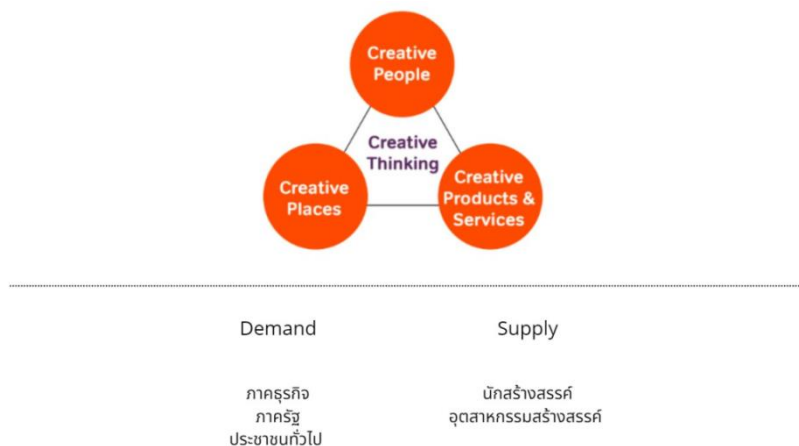 Creative
People
Creative
Thinking
Creative
Places
Creative
Products &
Services
Demand
Supply
ภาคธุรกิจ
ภาครัฐ
ประชาชนทั่วไป
นักสร้างสรรค์
อุตสาหกรรมสร้างสรรค์